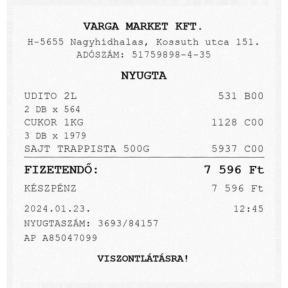 VARGA MARKET KFT.
H-5655 Nagyhidhalas, Kossuth utca 151.
ADÓSZÁM: 51759898-4-35
NYUGTA
UDITO 2L 531 B00
2 DB x 564
CUKOR 1KG 1128 C00
3 DB x 1979
SAJT TRAPPISTA 500G 5937 C00
FIZETENDŐ: 7 596 Ft
KÉSZPÉNZ 7 596 Ft
2024.01.23. 12:45
NYUGTASZÁM: 3693/84157
AP A85047099
VISZONTLÁTÁSRA!